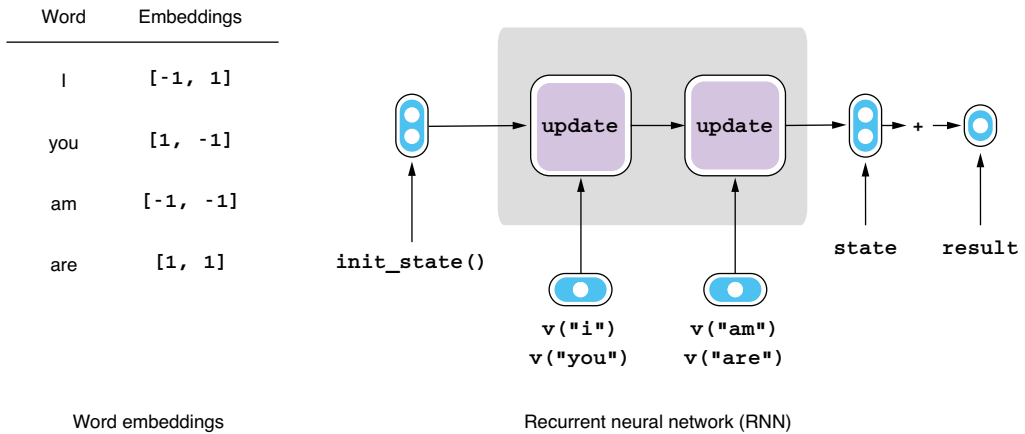 Word Embeddings
I [-1, 1]
you [1, -1]
am [-1, -1]
are [1, 1]
Word embeddings
update update
+
init_state()
state result
v("i") v("am")
v("you") v("are")
Recurrent neural network (RNN)